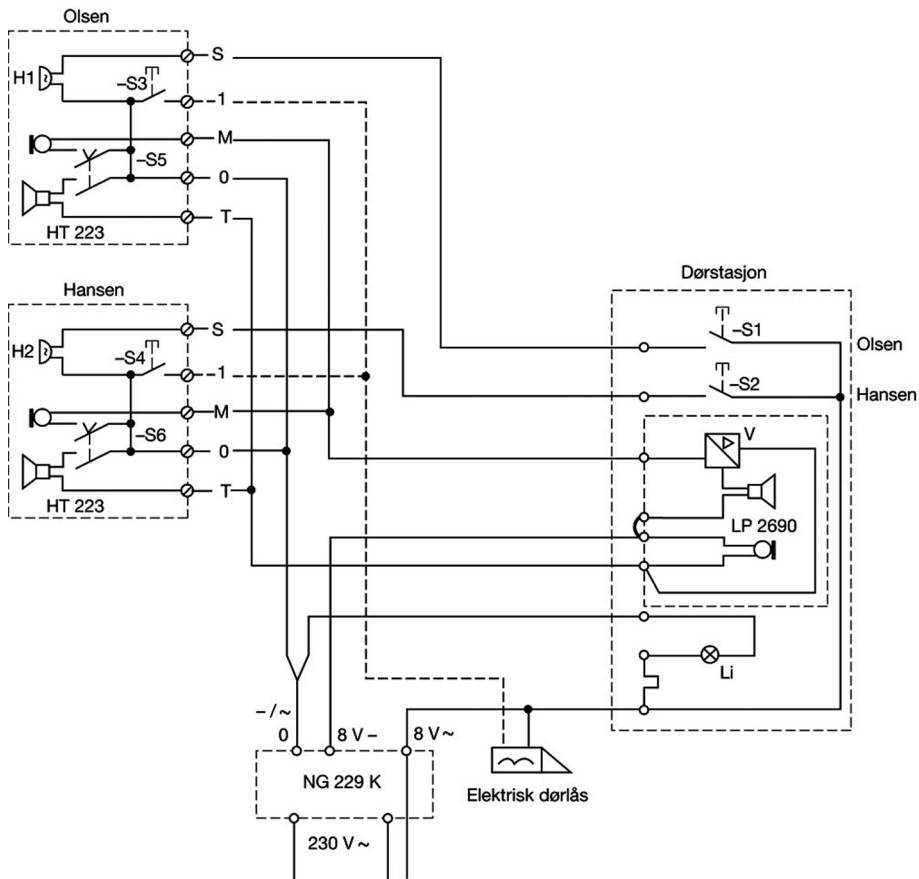 Olsen
H1
S
–S3
1
M
–S5
0
T
HT 223
Hansen
H2
S
–S4
1
M
–S6
0
T
HT 223
Dørstasjon
–S1
Olsen
–S2
Hansen
V
LP 2690
Li
– / ~
0
8 V –
8 V ~
NG 229 K
Elektrisk dørlås
230 V ~